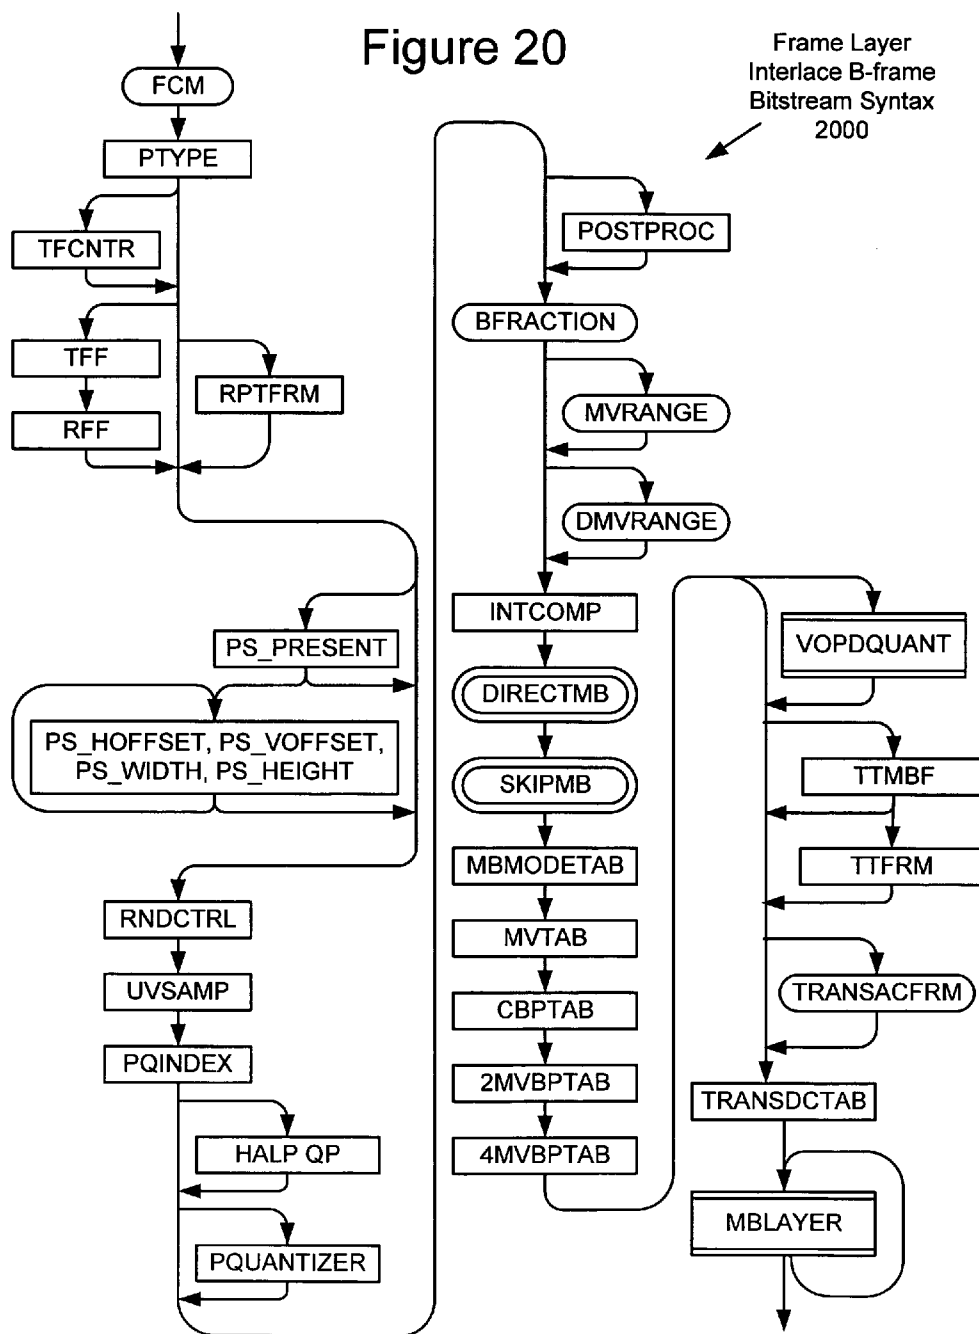 Figure 20
Frame Layer
Interlace B-frame
Bitstream Syntax
2000
FCM
PTYPE
TFCNTR
TFF
RPTFRM
RFF
PS_PRESENT
PS_HOFFSET, PS_VOFFSET,
PS_WIDTH, PS_HEIGHT
RNDCTRL
UVSAMP
PQINDEX
HALP QP
PQUANTIZER
POSTPROC
BFRACTION
MVRANGE
DMVRANGE
INTCOMP
DIRECTMB
SKIPMB
MBMODETAB
MVTAB
CBPTAB
2MVBPTAB
4MVBPTAB
VOPDQUANT
TTMBF
TTFRM
TRANSACFRM
TRANSDCTAB
MBLAYER